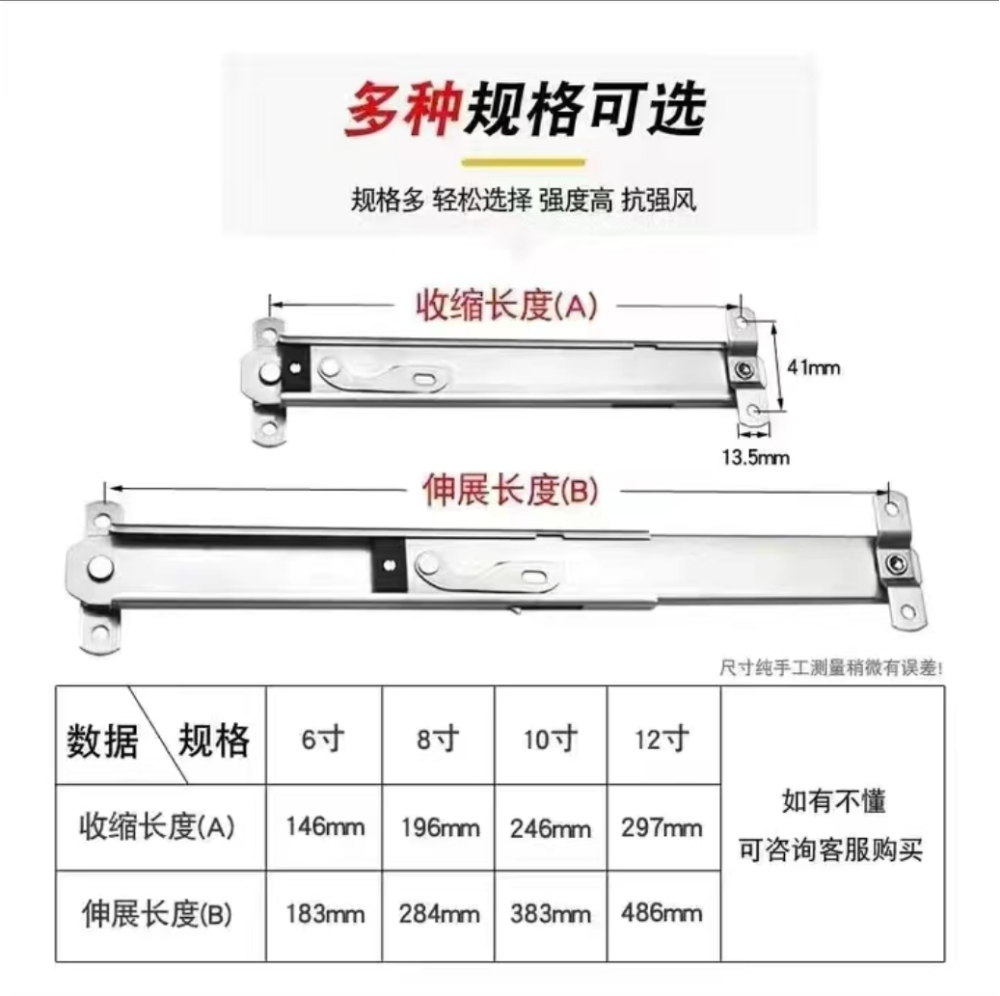 多种规格可选
规格多 轻松选择 强度高 抗强风
收缩长度(A)
41mm
13.5mm
伸展长度(B)
尺寸纯手工测量稍微有误差!
数据 规格 6寸 8寸 10寸 12寸
收缩长度(A) 146mm 196mm 246mm 297mm
伸展长度(B) 183mm 284mm 383mm 486mm
如有不懂
可咨询客服购买